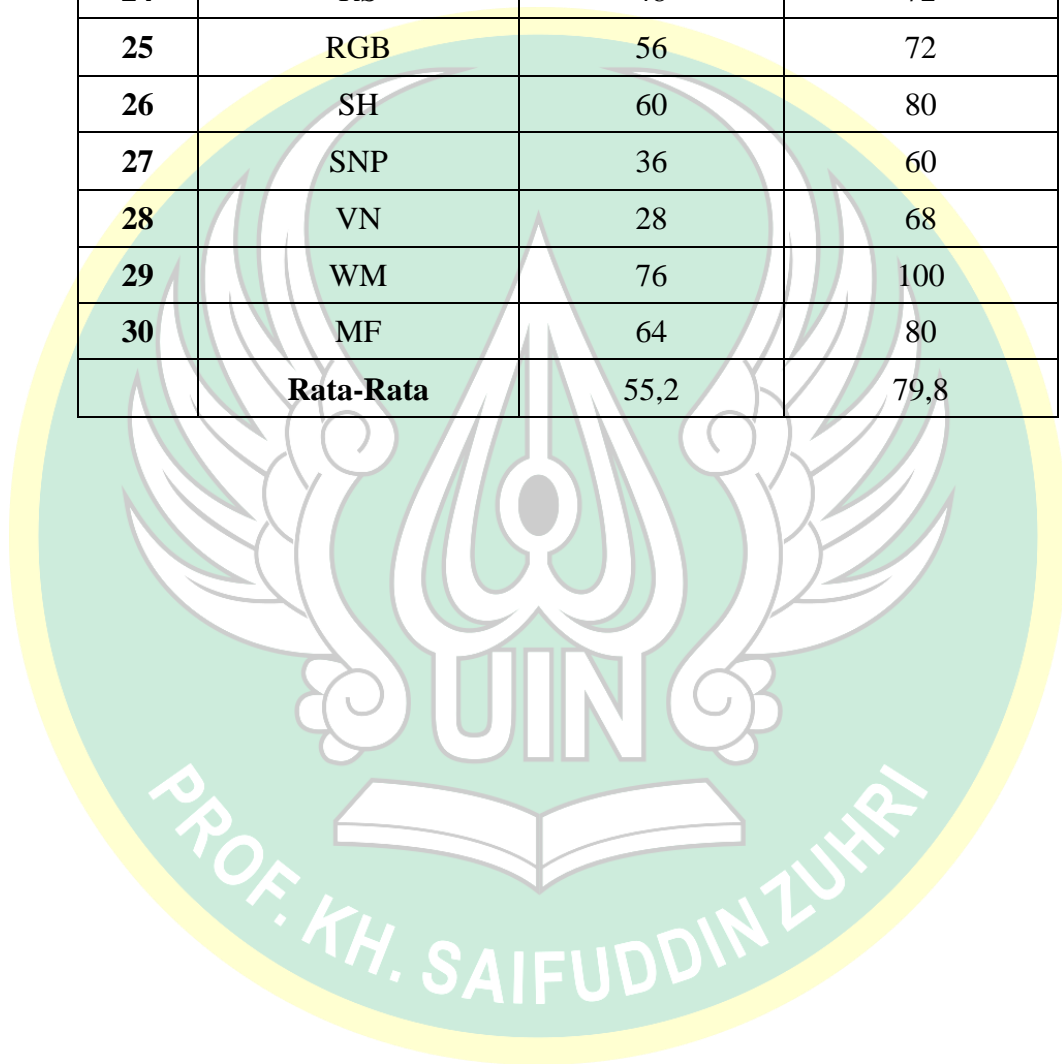 25 RGB 56 72
26 SH 60 80
27 SNP 36 60
28 VN 28 68
29 WM 76 100
30 MF 64 80
Rata-Rata 55,2 79,8
UIN
PROF. KH. SAIFUDDIN ZUHRI